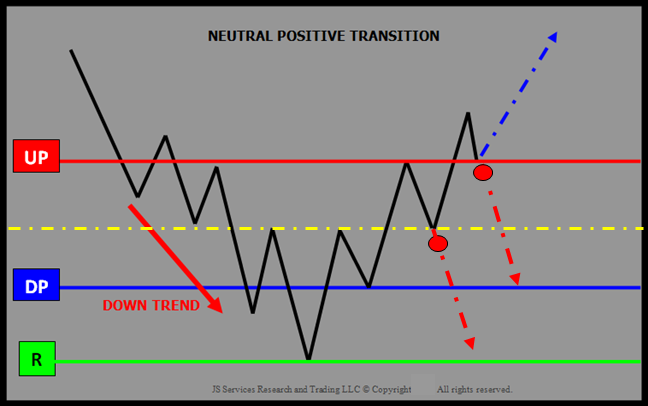 NEUTRAL POSITIVE TRANSITION
UP
DP
DOWN TREND
R
JS Services Research and Trading LLC © Copyright All rights reserved.